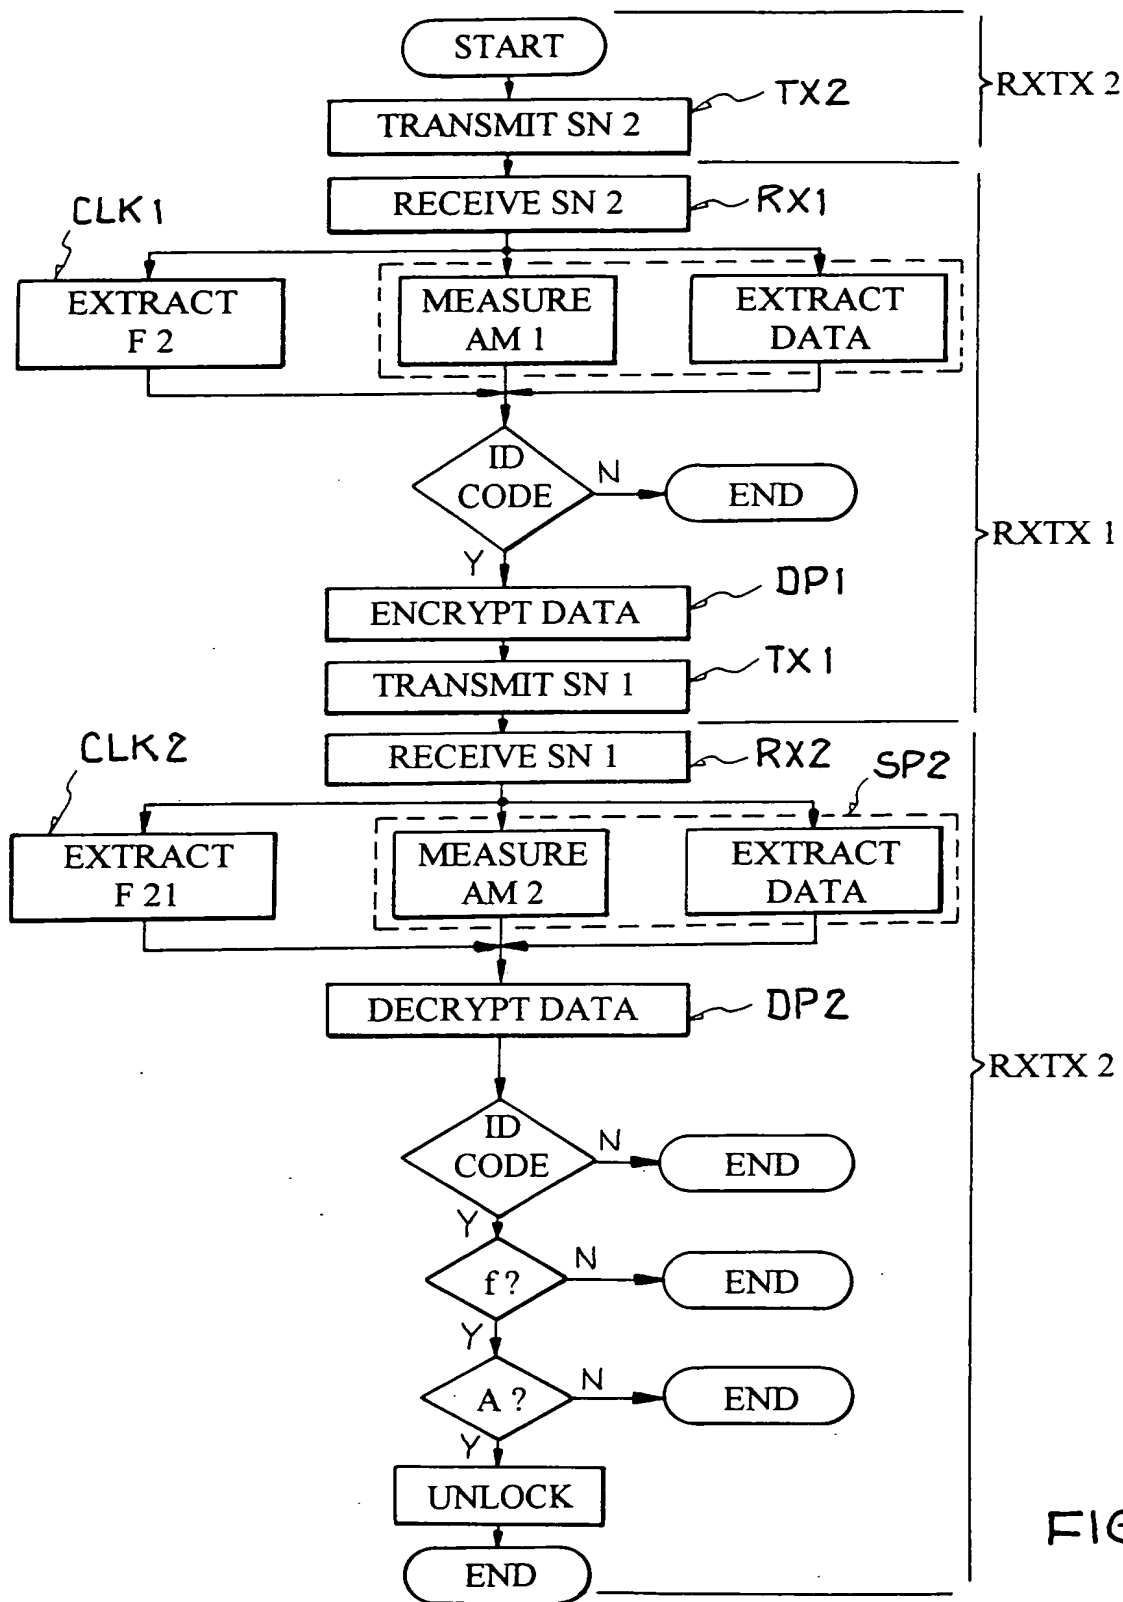 START
RXTX 2
TX2
TRANSMIT SN 2
RECEIVE SN 2
RX1
CLK1
EXTRACT
F 2
MEASURE
AM 1
EXTRACT
DATA
ID
CODE
N
END
RXTX 1
Y
DP1
ENCRYPT DATA
TX1
TRANSMIT SN 1
CLK2
RECEIVE SN 1
RX2
SP2
EXTRACT
F 21
MEASURE
AM 2
EXTRACT
DATA
DECRYPT DATA
DP2
RXTX 2
ID
CODE
N
END
Y
f ?
N
END
Y
A ?
N
END
Y
UNLOCK
END